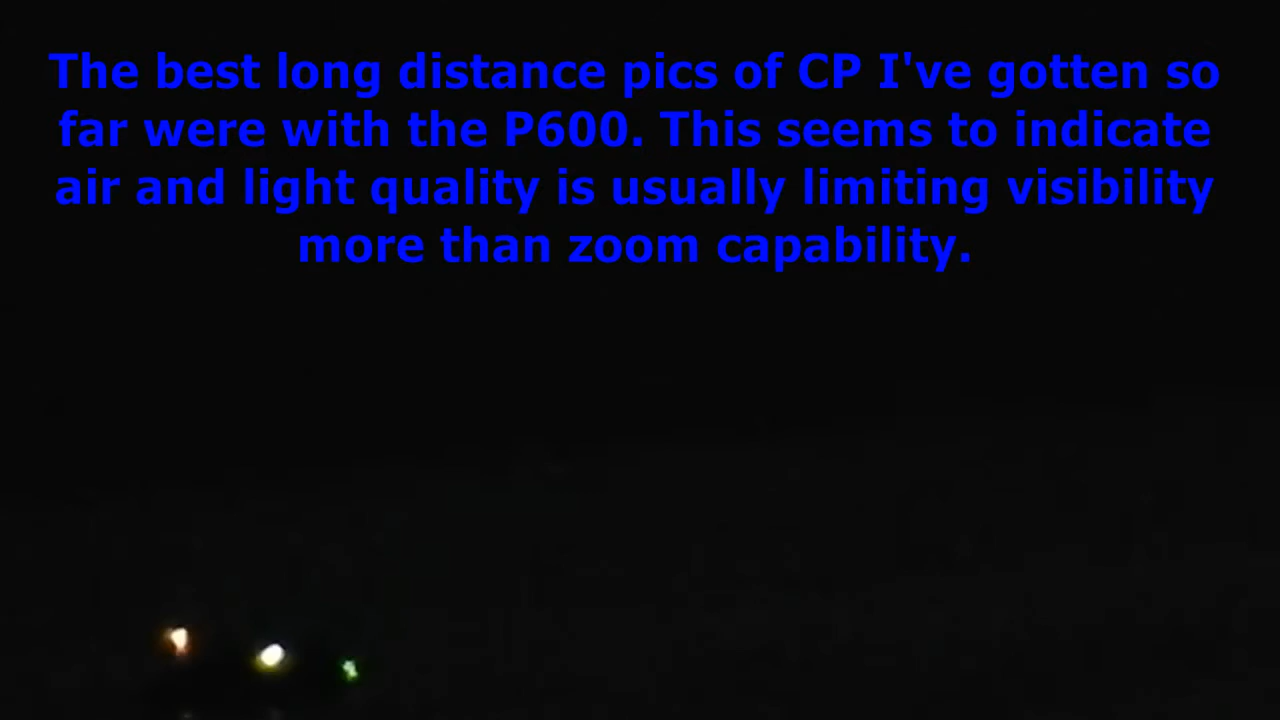 The best long distance pics of CP I've gotten so
far were with the P600. This seems to indicate
air and light quality is usually limiting visibility
more than zoom capability.